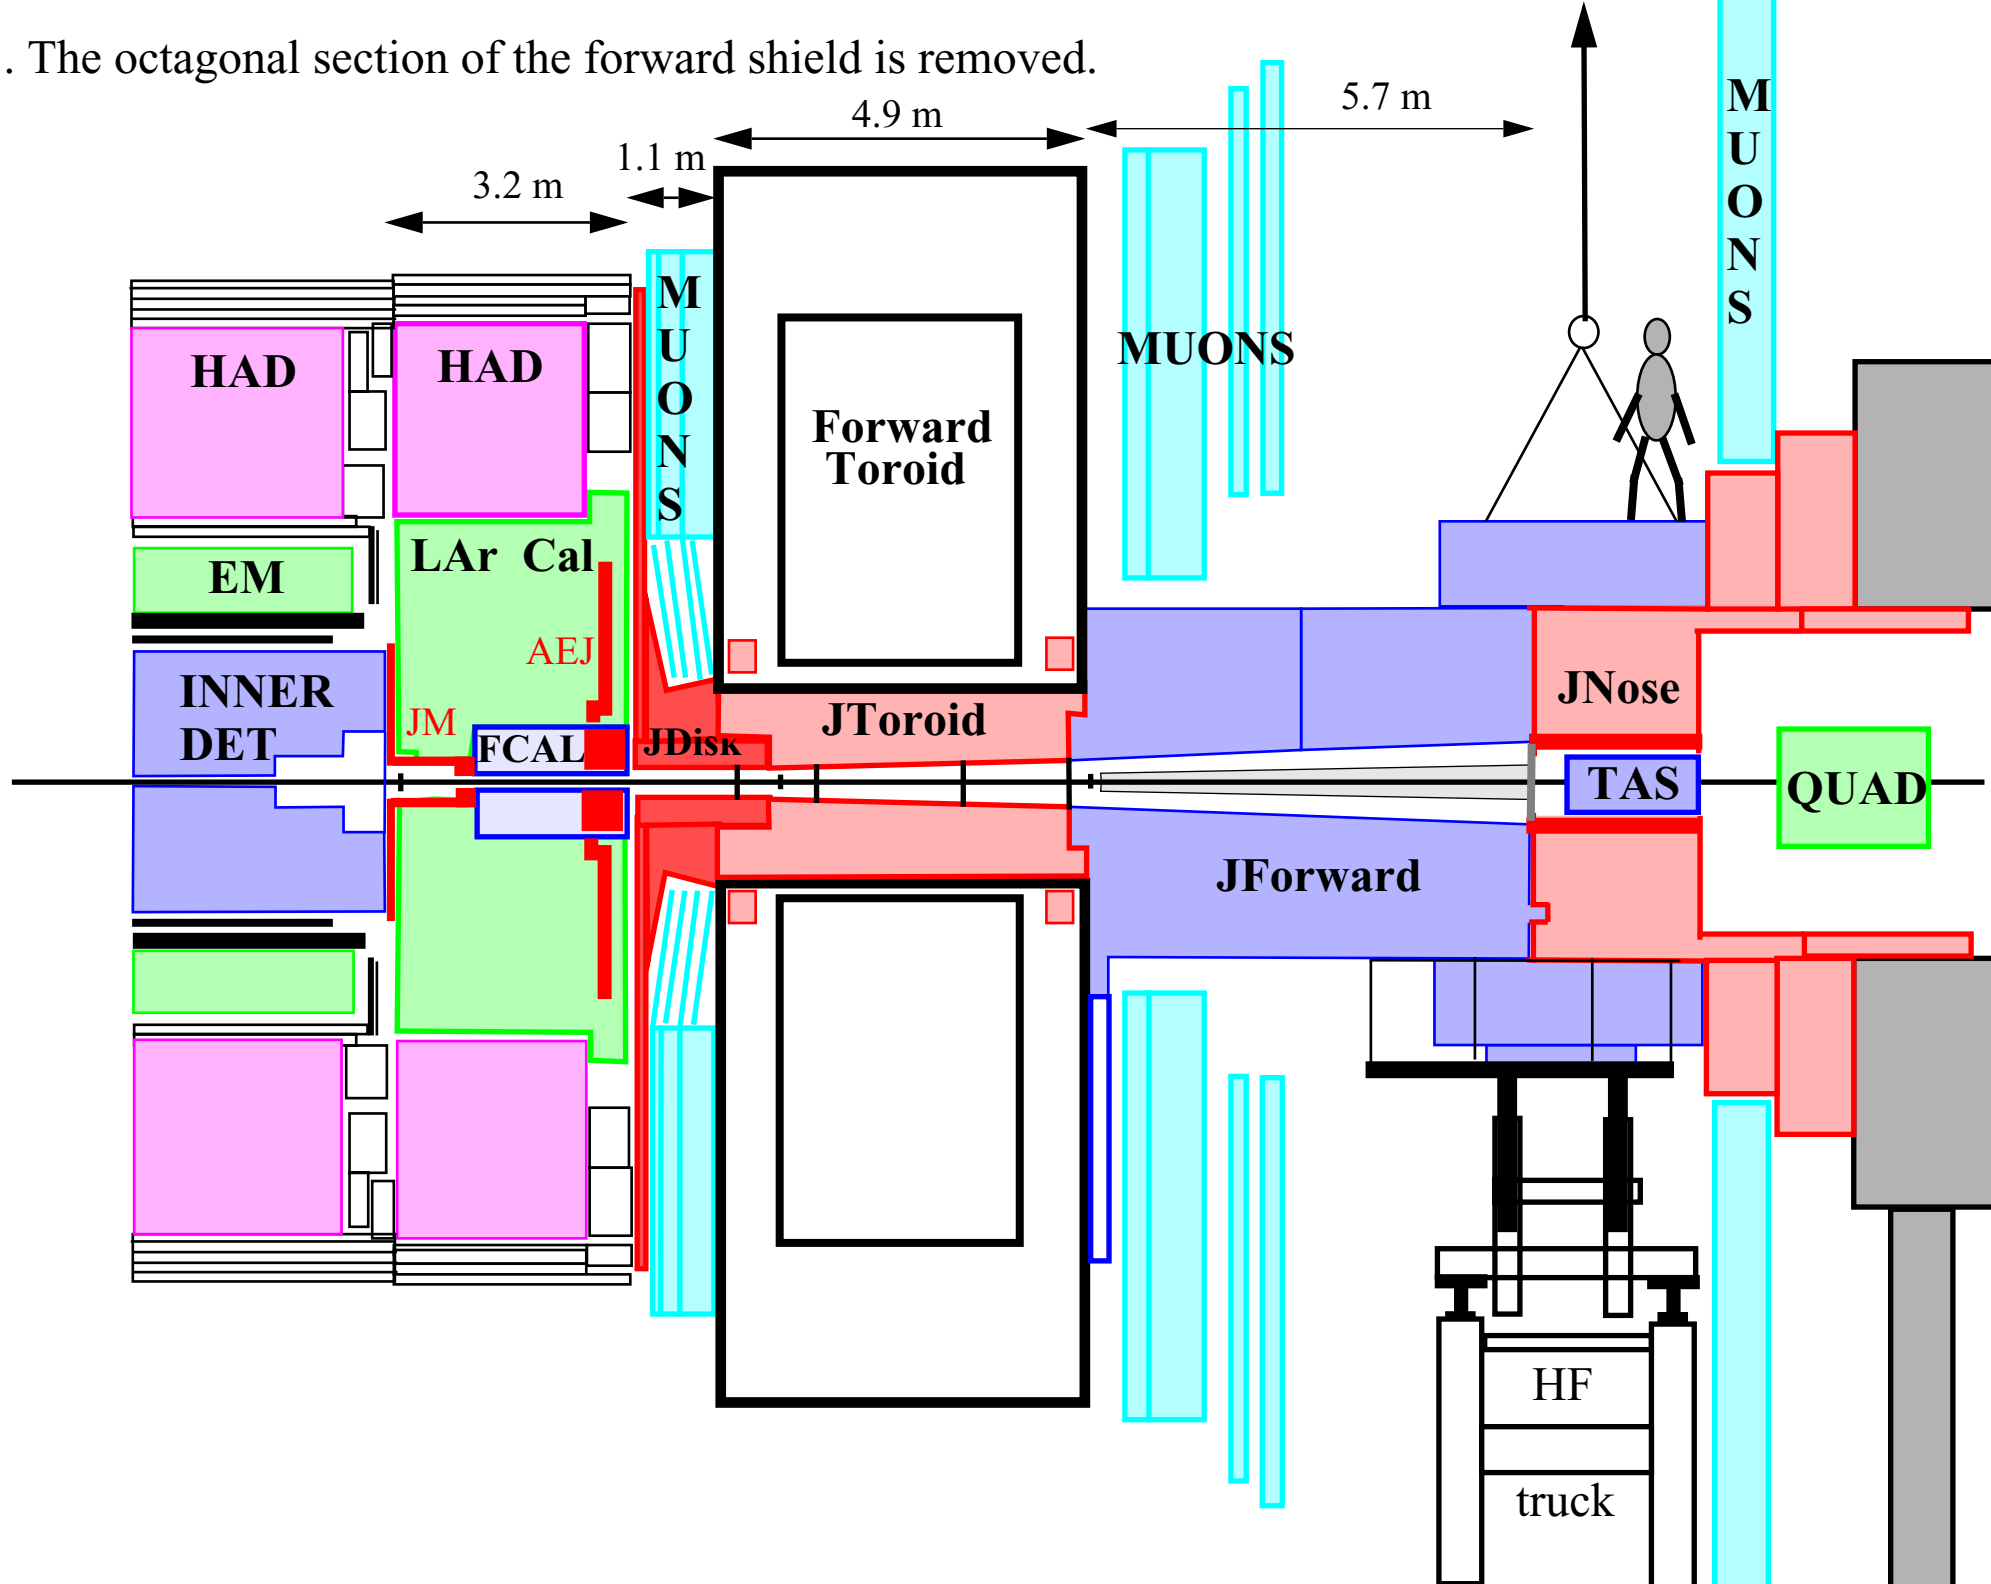 . The octagonal section of the forward shield is removed.
5.7 m
4.9 m
1.1 m
3.2 m
MUONS
MUONS
MUONS
HAD
HAD
Forward
Toroid
LAr Cal
EM
AEJ
INNER
DET
JM
FCAL
JDisk
JToroid
JNose
TAS
QUAD
JForward
HF
truck